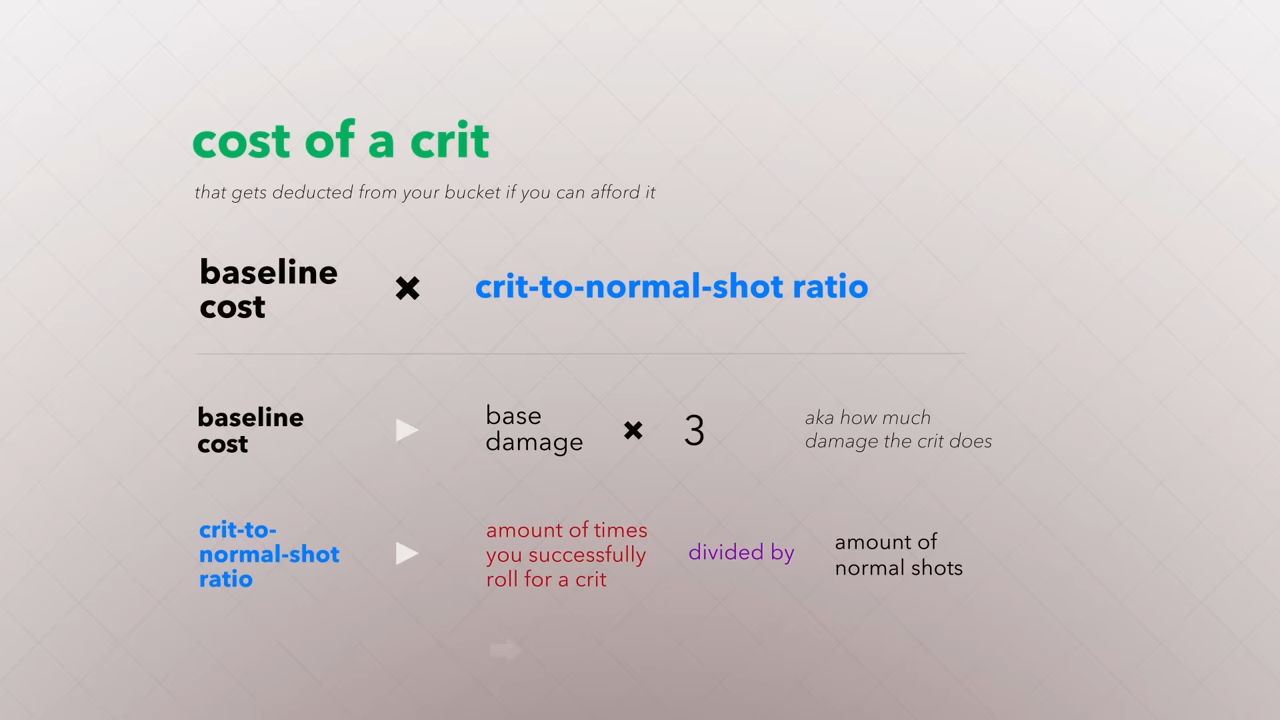 cost of a crit
that gets deducted from your bucket if you can afford it
baseline
cost
✖
crit-to-normal-shot ratio
baseline
cost
base
damage
✖
3
aka how much
damage the crit does
crit-to-
normal-shot
ratio
amount of times
you successfully
roll for a crit
divided by
amount of
normal shots